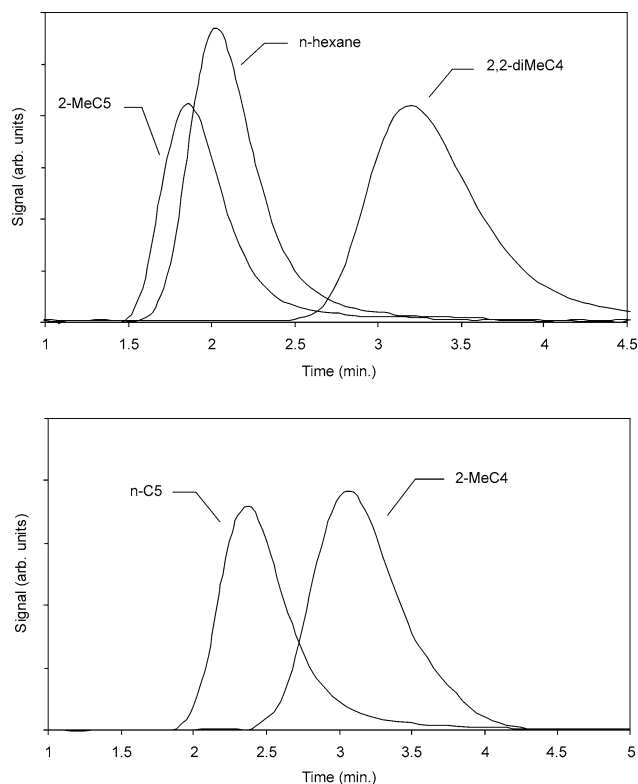 n-hexane
2,2-diMeC4
2-MeC5
Signal (arb. units)
1 1.5 2 2.5 3 3.5 4 4.5
Time (min.)
n-C5
2-MeC4
Signal (arb. units)
1 1.5 2 2.5 3 3.5 4 4.5 5
Time (min.)